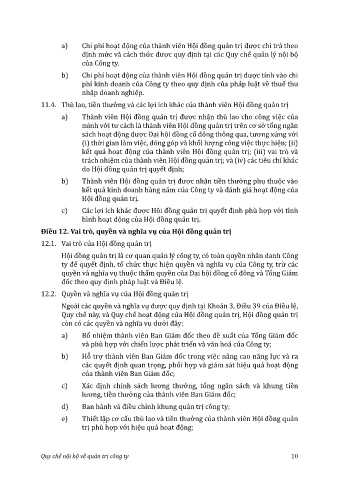 a) Chi phí hoạt động của thành viên Hội đồng quản trị được chi trả theo
định mức và cách thức được quy định tại các Quy chế quản lý nội bộ
của Công ty.
b) Chi phí hoạt động của thành viên Hội đồng quản trị được tính vào chi
phí kinh doanh của Công ty theo quy định của pháp luật về thuế thu
nhập doanh nghiệp.
11.4. Thù lao, tiền thưởng và các lợi ích khác của thành viên Hội đồng quản trị
a) Thành viên Hội đồng quản trị được nhận thù lao cho công việc của
mình với tư cách là thành viên Hội đồng quản trị trên cơ sở tổng ngân
sách hoạt động được Đại hội đồng cổ đông thông qua, tương xứng với
(i) thời gian làm việc, đóng góp và khối lượng công việc thực hiện; (ii)
kết quả hoạt động của thành viên Hội đồng quản trị; (iii) vai trò và
trách nhiệm của thành viên Hội đồng quản trị; và (iv) các tiêu chí khác
do Hội đồng quản trị quyết định;
b) Thành viên Hội đồng quản trị được nhận tiền thưởng phụ thuộc vào
kết quả kinh doanh hàng năm của Công ty và đánh giá hoạt động của
Hội đồng quản trị.
c) Các lợi ích khác được Hội đồng quản trị quyết định phù hợp với tình
hình hoạt động của Hội đồng quản trị.
Điều 12. Vai trò, quyền và nghĩa vụ của Hội đồng quản trị
12.1. Vai trò của Hội đồng quản trị
Hội đồng quản trị là cơ quan quản lý công ty, có toàn quyền nhân danh Công
ty để quyết định, tổ chức thực hiện quyền và nghĩa vụ của Công ty, trừ các
quyền và nghĩa vụ thuộc thẩm quyền của Đại hội đồng cổ đông và Tổng Giám
đốc theo quy định pháp luật và Điều lệ.
12.2. Quyền và nghĩa vụ của Hội đồng quản trị
Ngoài các quyền và nghĩa vụ được quy định tại Khoản 3, Điều 39 của Điều lệ,
Quy chế này, và Quy chế hoạt động của Hội đồng quản trị, Hội đồng quản trị
còn có các quyền và nghĩa vụ dưới đây:
a) Bổ nhiệm thành viên Ban Giám đốc theo đề xuất của Tổng Giám đốc
và phù hợp với chiến lược phát triển và văn hoá của Công ty;
b) Hỗ trợ thành viên Ban Giám đốc trong việc nâng cao năng lực và ra
các quyết định quan trọng, phối hợp và giám sát hiệu quả hoạt động
của thành viên Ban Giám đốc;
c) Xác định chính sách lương thưởng, tổng ngân sách và khung tiền
lương, tiền thưởng của thành viên Ban Giám đốc;
d) Ban hành và điều chỉnh khung quản trị công ty;
e) Thiết lập cơ cấu thù lao và tiền thưởng của thành viên Hội đồng quản
trị phù hợp với hiệu quả hoạt động;
Quy chế nội bộ về quản trị công ty 10